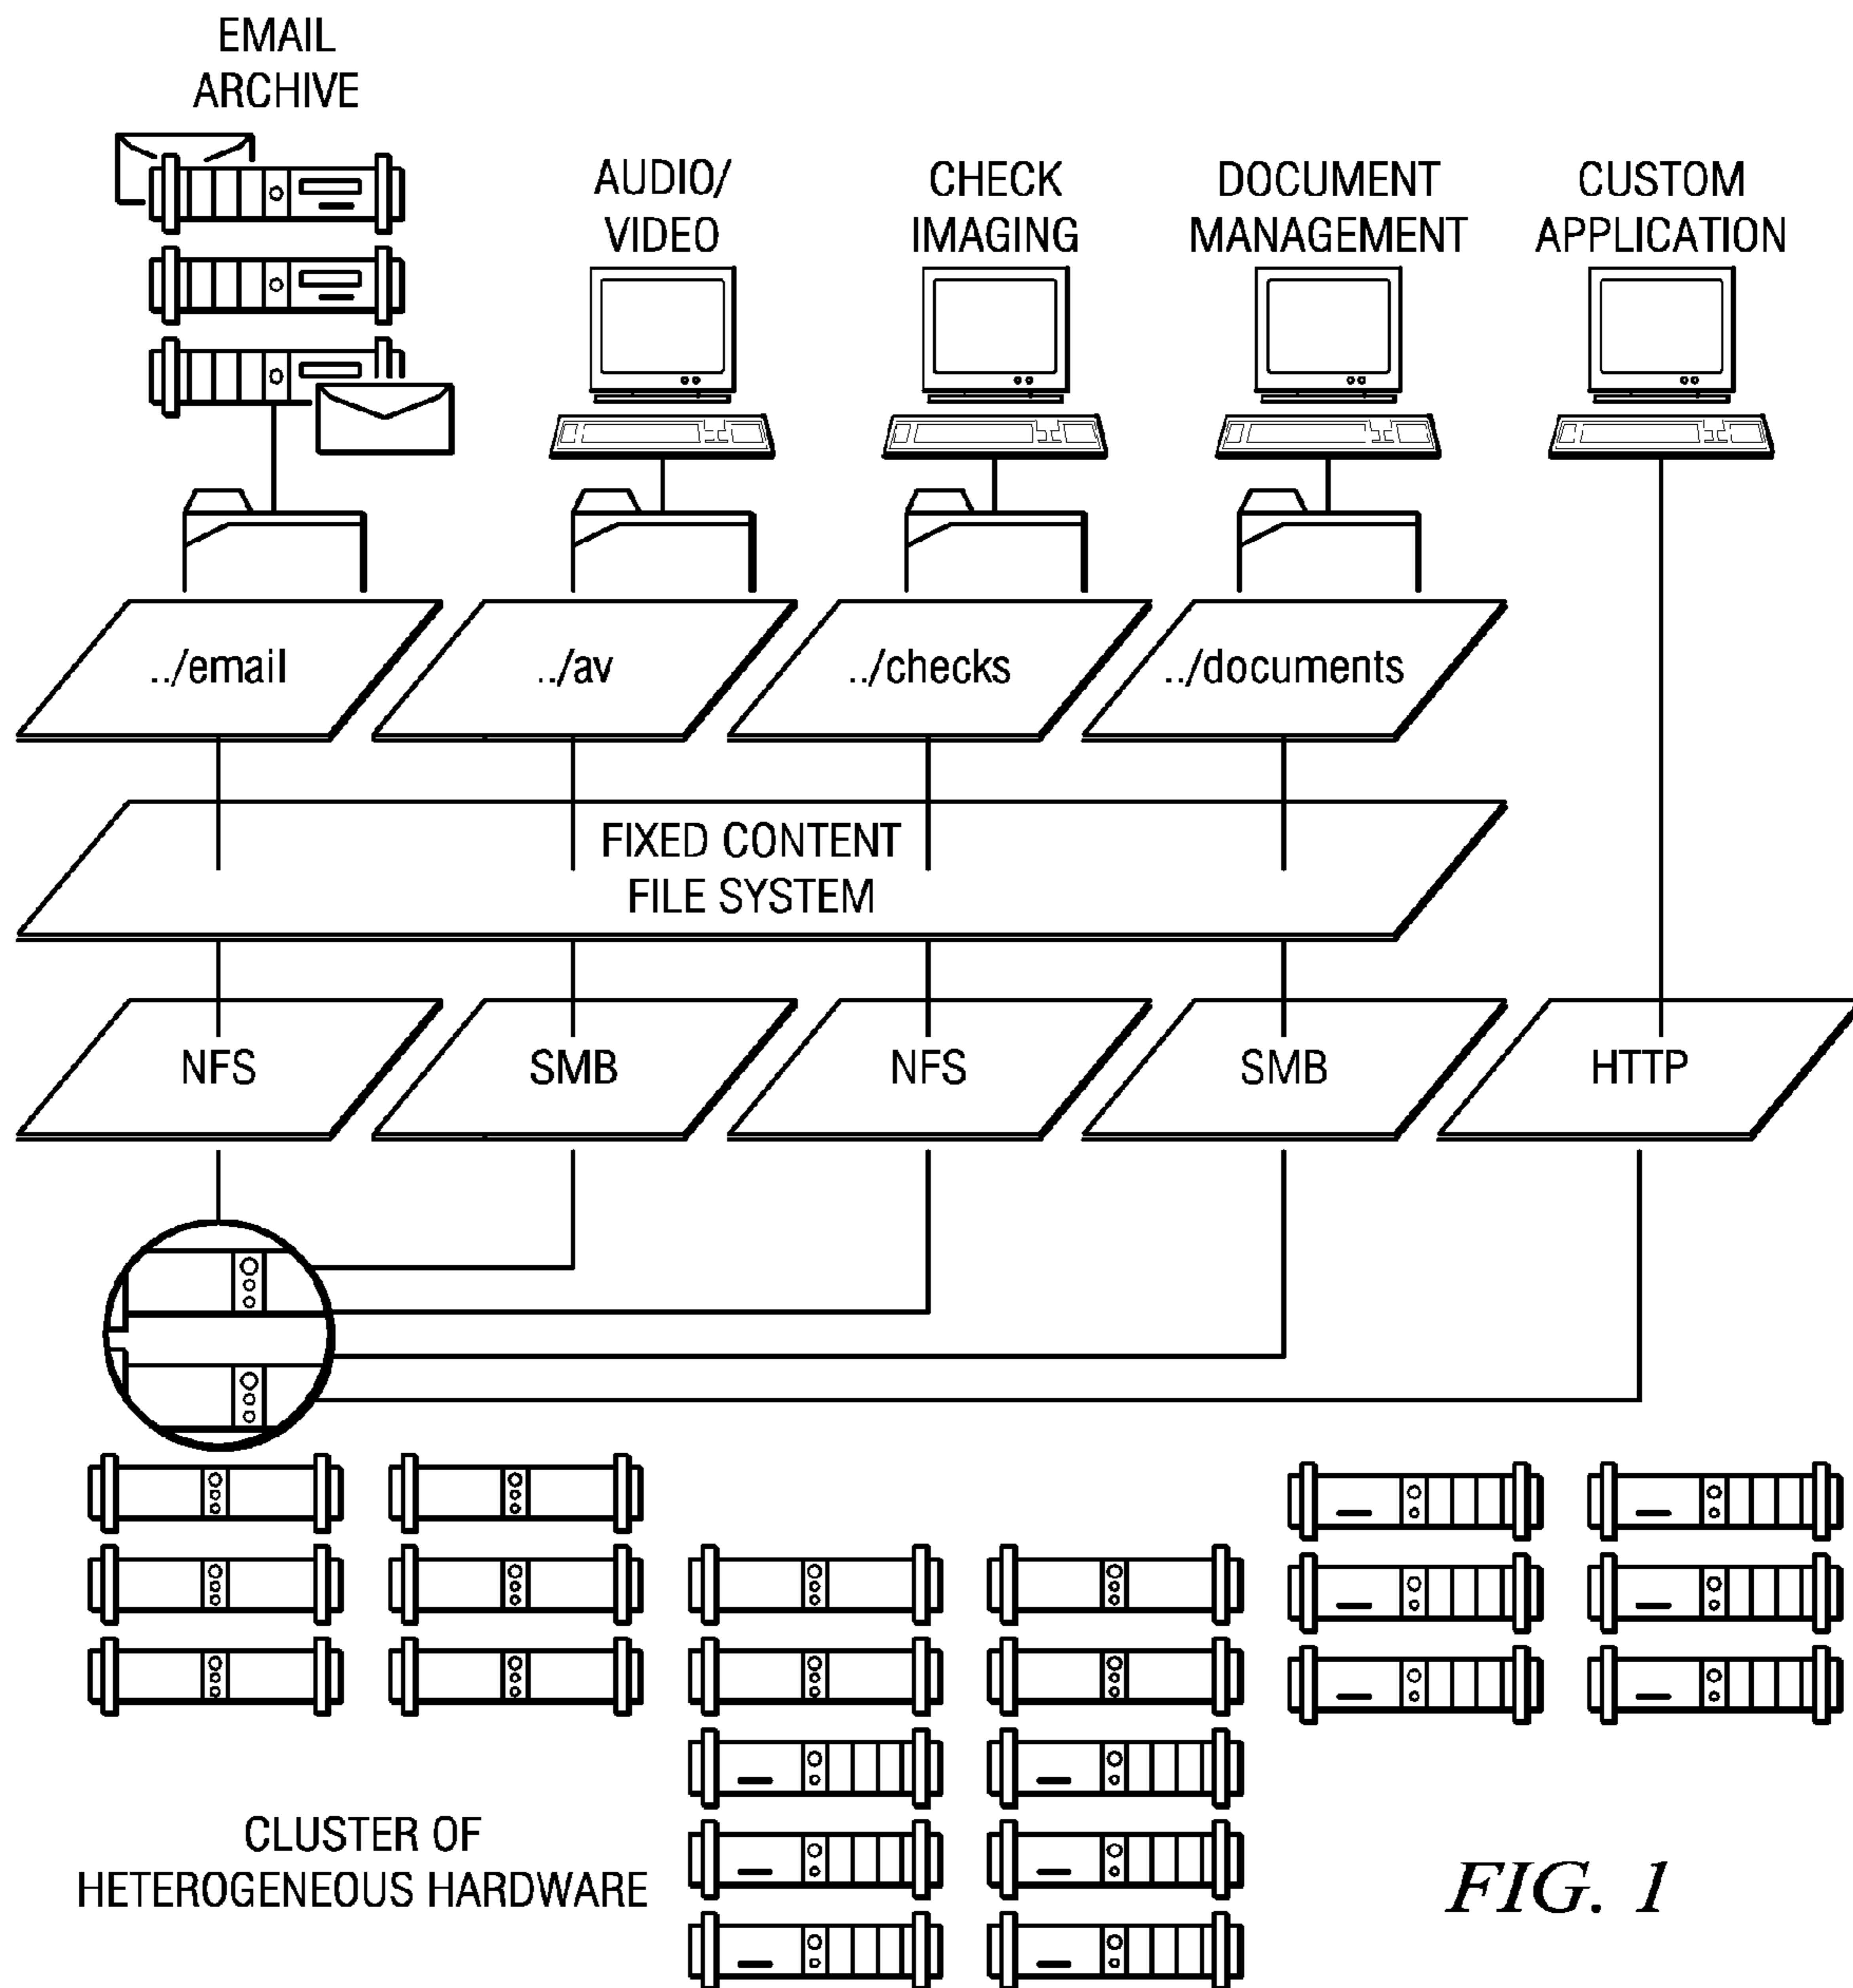 EMAIL
ARCHIVE
AUDIO/
VIDEO
CHECK
IMAGING
DOCUMENT
MANAGEMENT
CUSTOM
APPLICATION
../email
../av
../checks
../documents
FIXED CONTENT
FILE SYSTEM
NFS
SMB
NFS
SMB
HTTP
CLUSTER OF
HETEROGENEOUS HARDWARE
FIG. 1